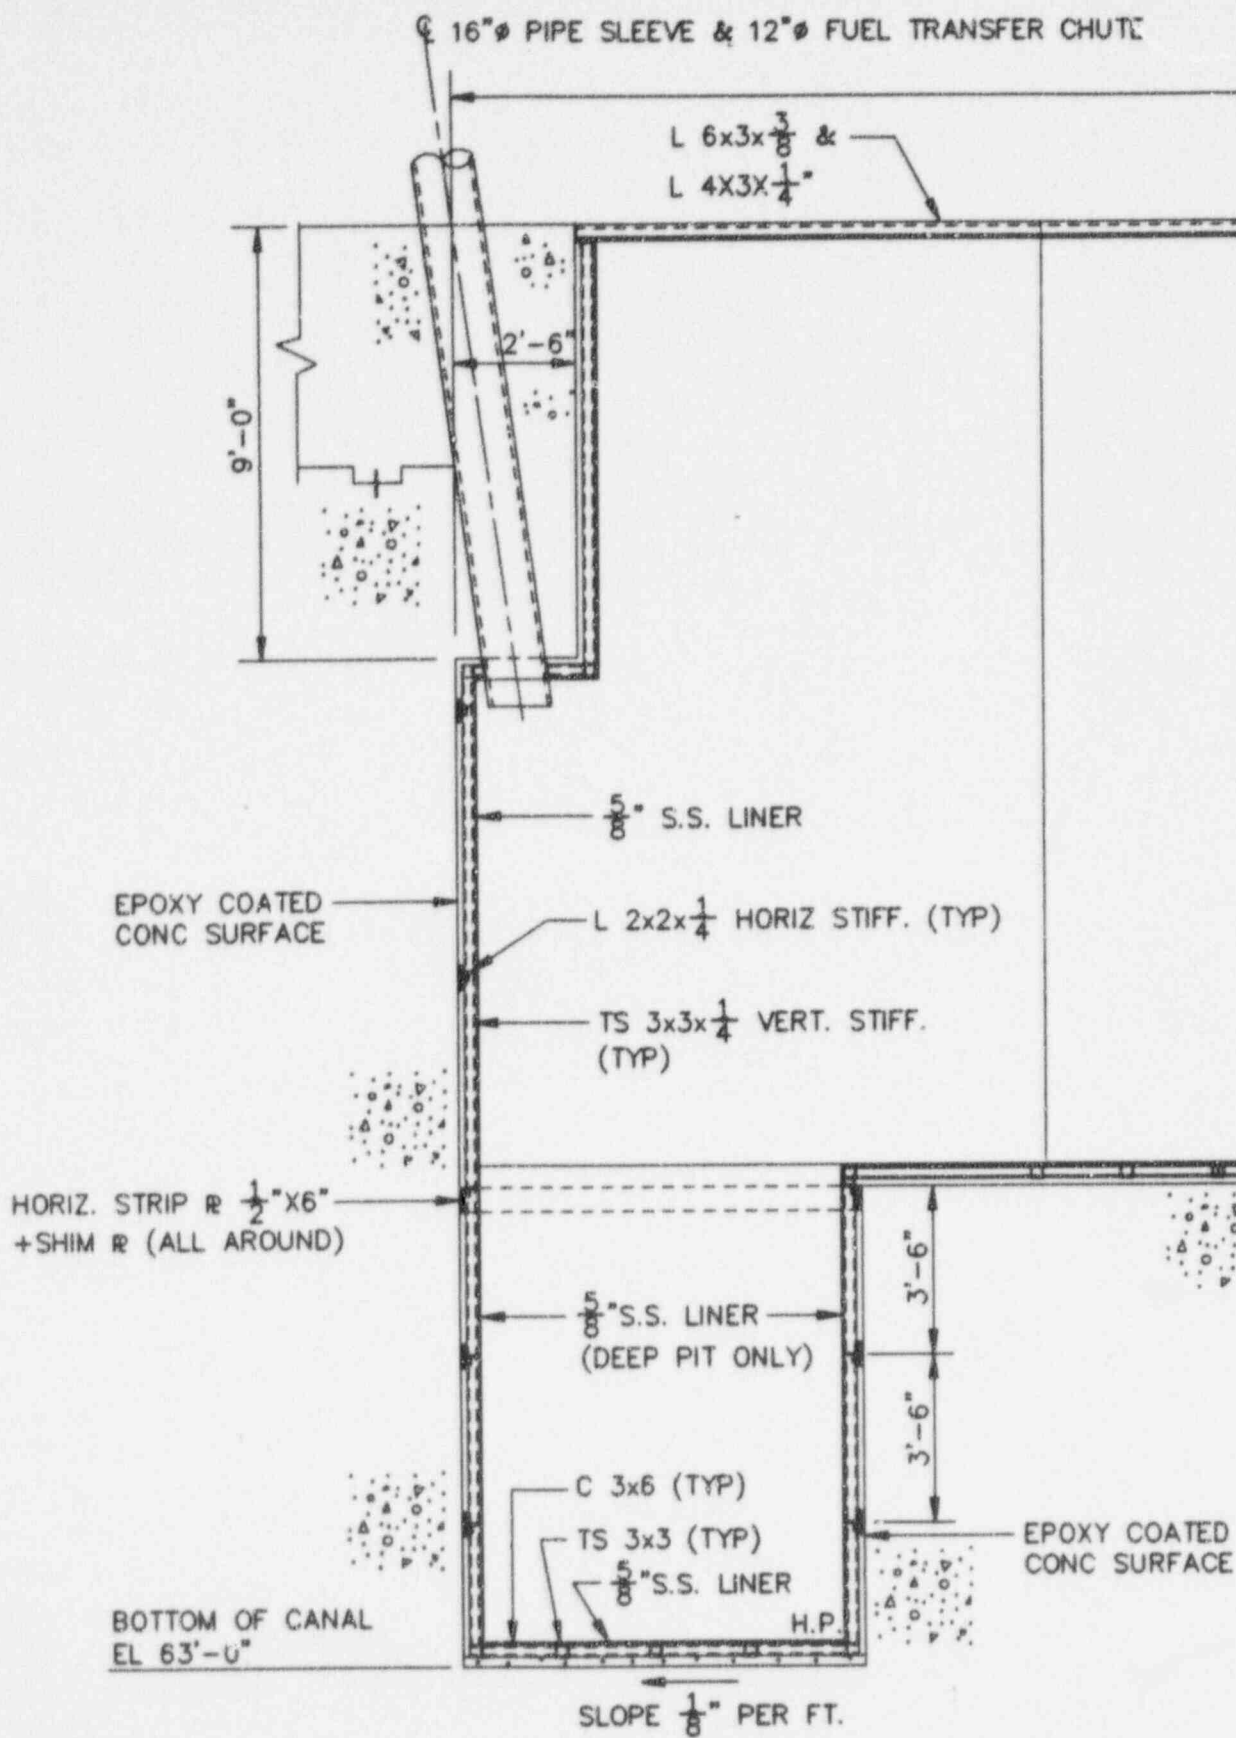 ℄ 16"ø PIPE SLEEVE & 12"ø FUEL TRANSFER CHUTE
L 6x3x3/8 &
L 4X3X1/4"
2'-6"
9'-0"
5/8" S.S. LINER
EPOXY COATED
CONC SURFACE
L 2x2x1/4 HORIZ STIFF. (TYP)
TS 3x3x1/4 VERT. STIFF.
(TYP)
HORIZ. STRIP ℞ 1/2"X6"
+SHIM ℞ (ALL AROUND)
3'-6"
5/8"S.S. LINER
(DEEP PIT ONLY)
3'-6"
C 3x6 (TYP)
TS 3x3 (TYP)
5/8"S.S. LINER
EPOXY COATED
CONC SURFACE
H.P.
BOTTOM OF CANAL
EL 63'-0"
SLOPE 1/8" PER FT.